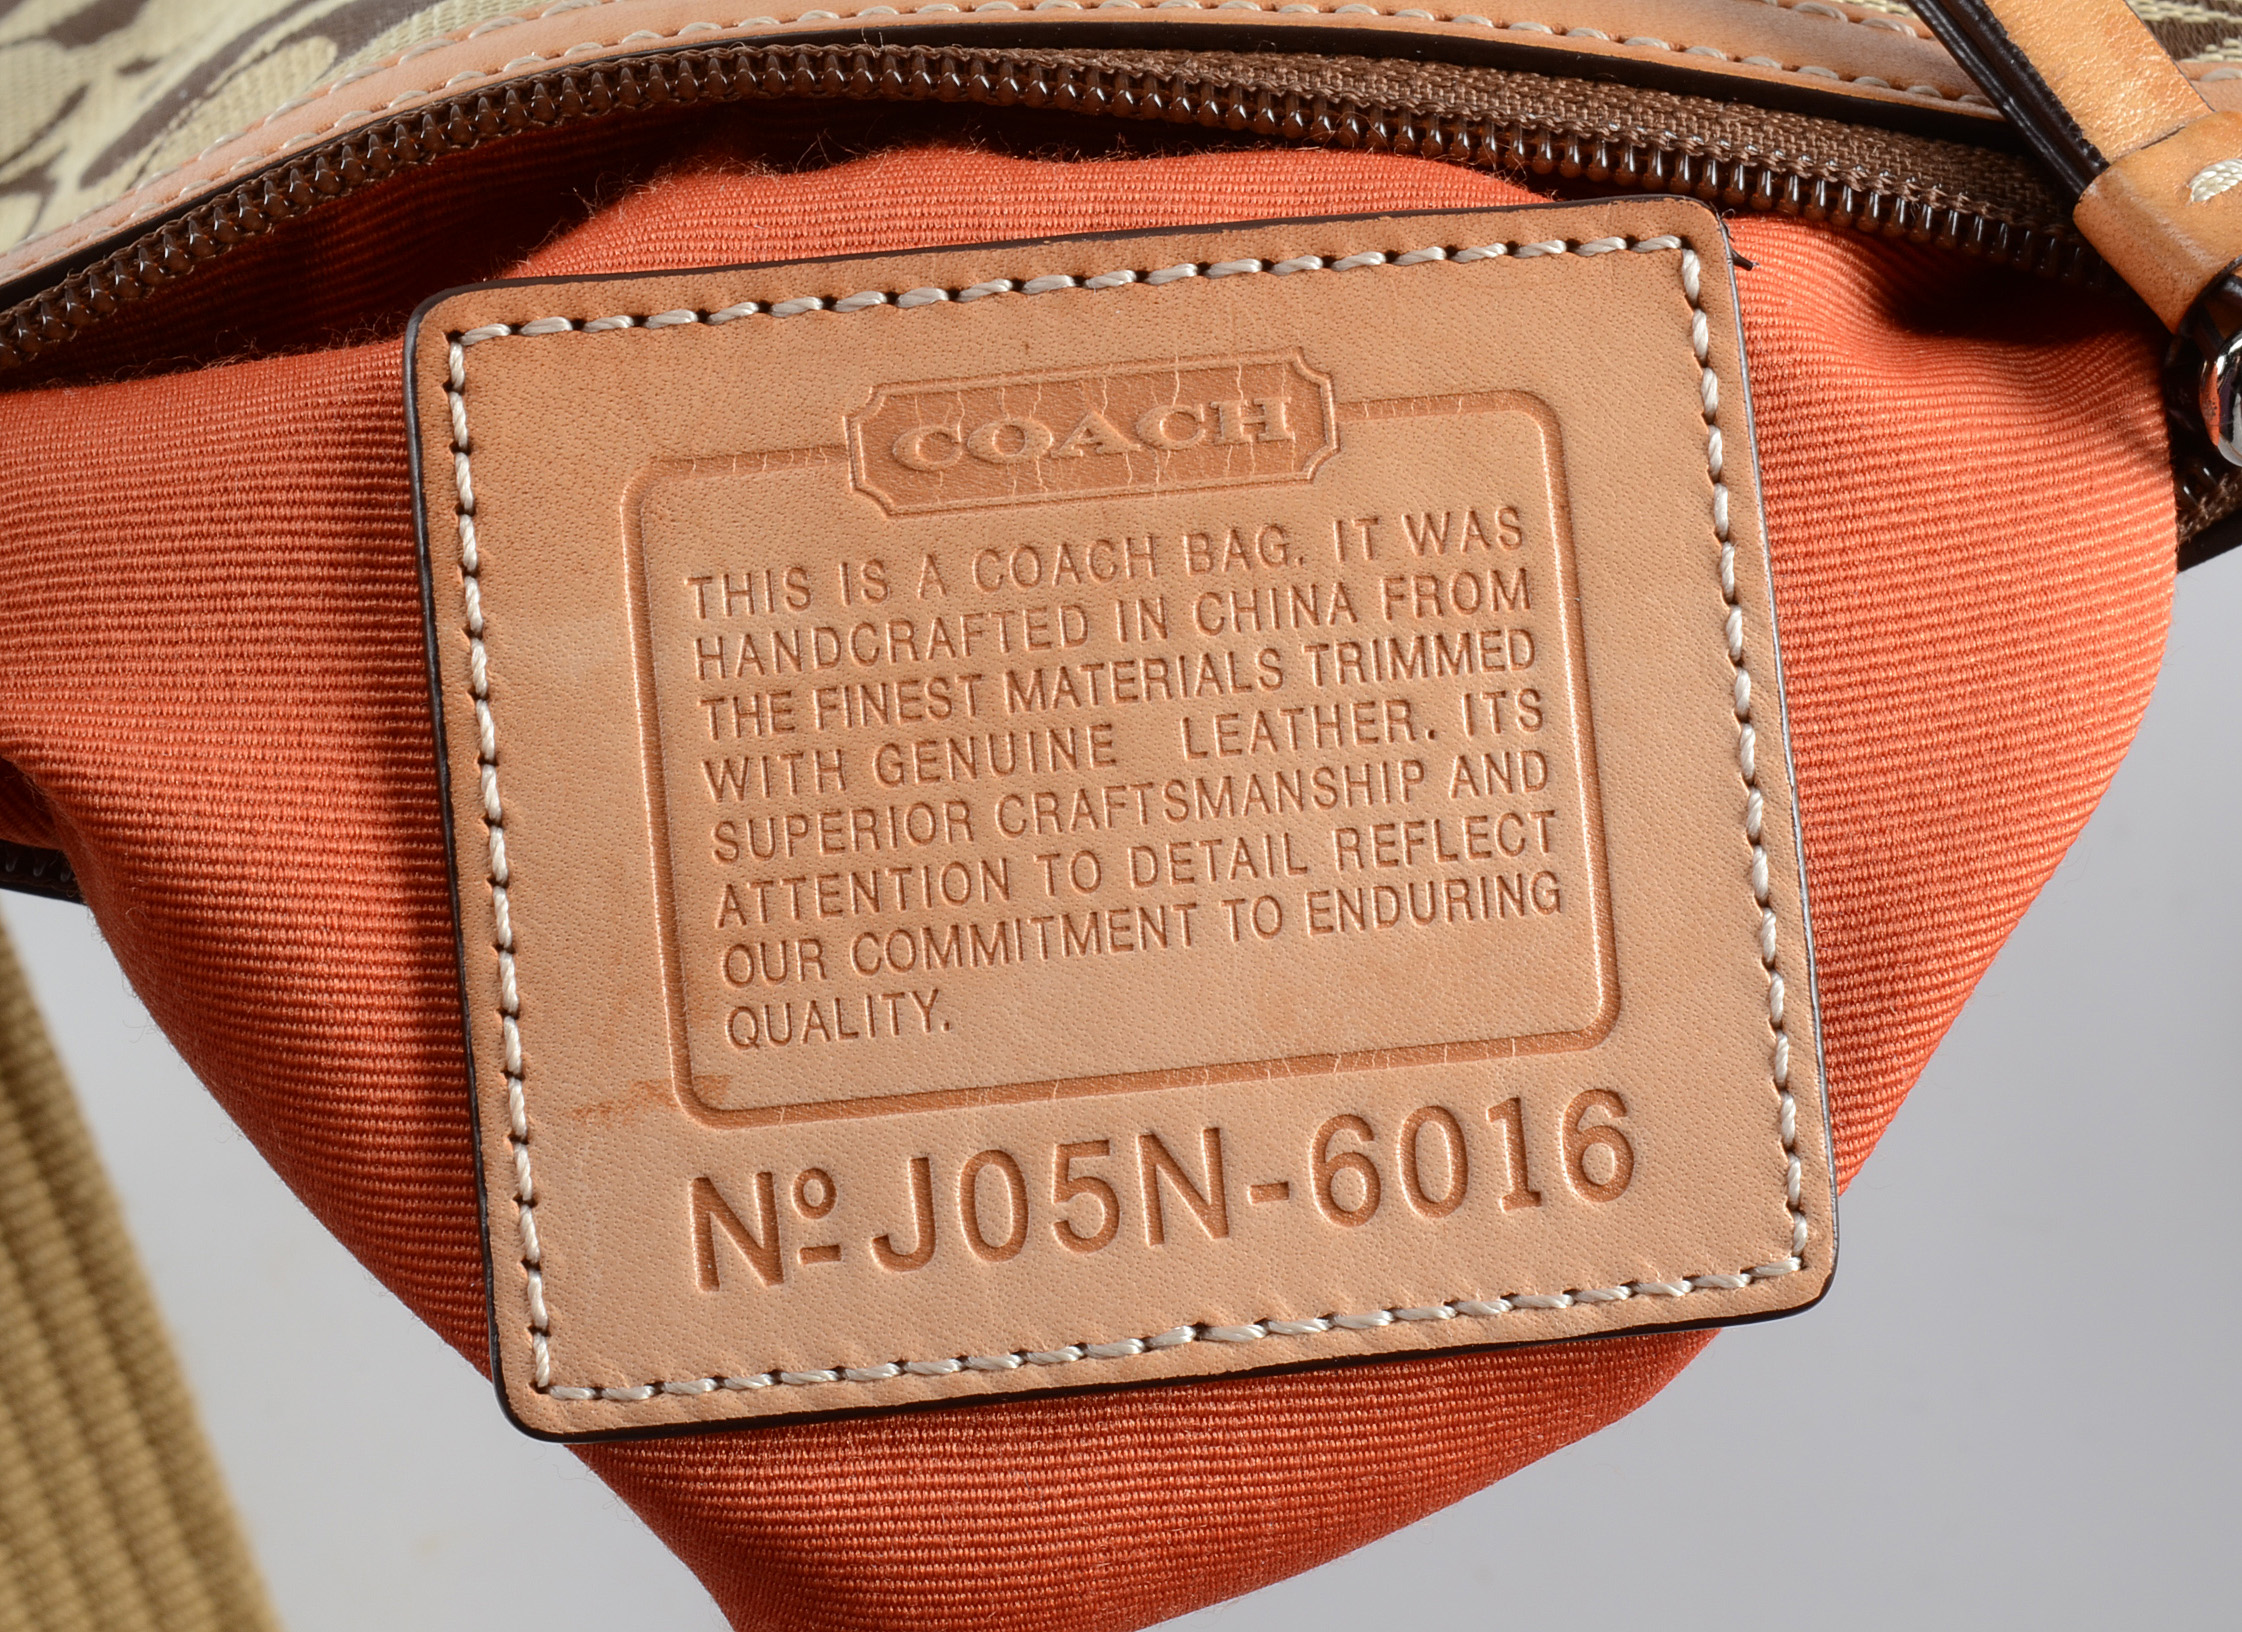 COACH
THIS IS A COACH BAG. IT WAS
HANDCRAFTED IN CHINA FROM
THE FINEST MATERIALS TRIMMED
WITH GENUINE LEATHER. ITS
SUPERIOR CRAFTSMANSHIP AND
ATTENTION TO DETAIL REFLECT
OUR COMMITMENT TO ENDURING
QUALITY.
Nº J05N-6016